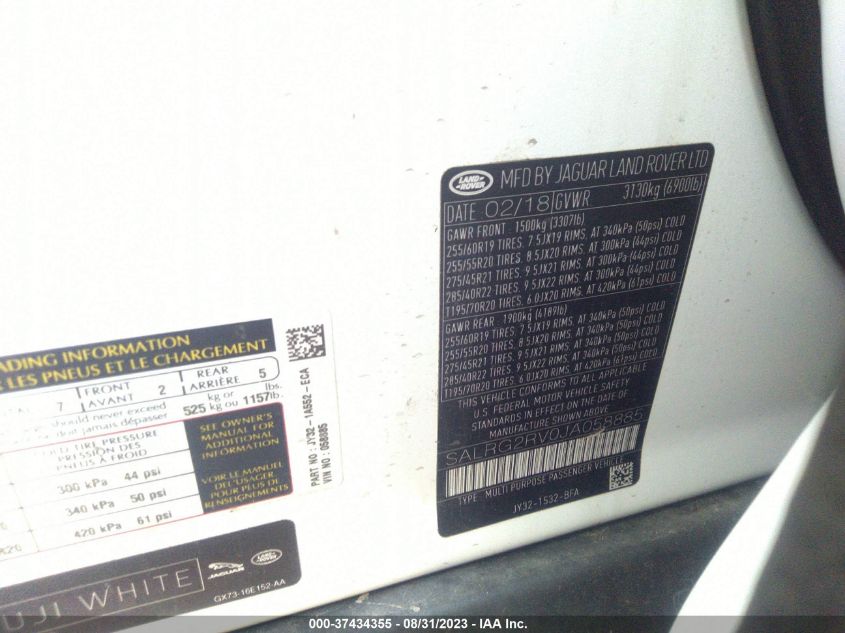 LAND-
ROVER
MFD BY JAGUAR LAND ROVER LTD
DATE 02/18 GVWR 3130kg (6900lb)
GAWR FRONT 1500kg (3307lb)
255/60R19 TIRES. 7.5JX19 RIMS. AT 340kPa (50psi) COLD
255/55R20 TIRES. 8.5JX20 RIMS. AT 300kPa (44psi) COLD
275/45R21 TIRES. 9.5JX21 RIMS. AT 300kPa (44psi) COLD
285/40R22 TIRES. 9.5JX22 RIMS. AT 300kPa (44psi) COLD
T195/70R20 TIRES. 6.0JX20 RIMS. AT 420kPa (61psi) COLD
GAWR REAR 1900kg (4189lb)
255/60R19 TIRES. 7.5JX19 RIMS. AT 340kPa (50psi) COLD
255/55R20 TIRES. 8.5JX20 RIMS. AT 340kPa (50psi) COLD
275/45R21 TIRES. 9.5JX21 RIMS. AT 340kPa (50psi) COLD
285/40R22 TIRES. 9.5JX22 RIMS. AT 340kPa (50psi) COLD
T195/70R20 TIRES. 6.0JX20 RIMS. AT 420kPa (61psi) COLD
THIS VEHICLE CONFORMS TO ALL APPLICABLE
U.S. FEDERAL MOTOR VEHICLE SAFETY
STANDARDS IN EFFECT ON THE DATE OF
MANUFACTURE SHOWN ABOVE
SALRG2RV0JA058885
TYPE: MULTI PURPOSE PASSENGER VEHICLE
JY32-1532-BFA
ADING INFORMATION
LES PNEUS ET LE CHARGEMENT
7 FRONT AVANT 2 REAR ARRIÈRE 5
should never exceed
doit jamais dépasser
525 kg or kg ou 1157 lbs. lb.
TIRE PRESSURE
PRESSION DES
PNEUS À FROID
300 kPa 44 psi
340 kPa 50 psi
420 kPa 61 psi
SEE OWNER'S
MANUAL FOR
ADDITIONAL
INFORMATION
VOIR LE MANUEL
DE L'USAGER
POUR PLUS DE
RENSEIGNEMENTS
PART NO : JY32-1A552-ECA
VIN NO : 058885
UJI WHITE
JAGUAR
LAND-
ROVER
GX73-16E152-AA
000-37434355 - 08/31/2023 - IAA Inc.